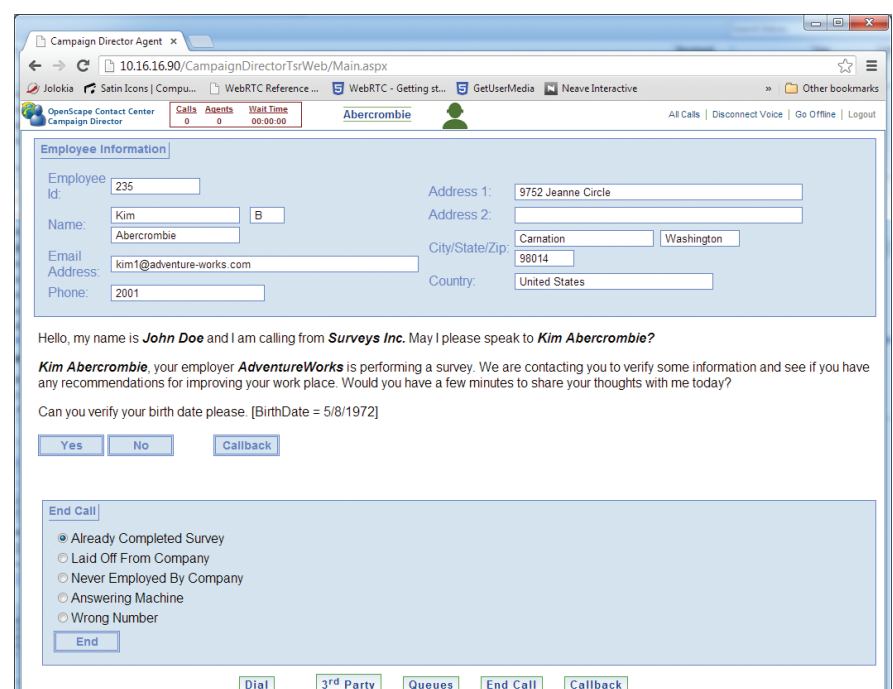 Campaign Director Agent ×
10.16.16.90/CampaignDirectorTsrWeb/Main.aspx
Jolokia Satin Icons | Compu... WebRTC Reference ... WebRTC - Getting st... GetUserMedia Neave Interactive » Other bookmarks
OpenScape Contact Center
Campaign Director
Calls Agents Wait Time
0 0 00:00:00
Abercrombie
All Calls | Disconnect Voice | Go Offline | Logout
Employee Information
Employee Id: 235
Name: Kim B
Abercrombie
Email Address: kim1@adventure-works.com
Phone: 2001
Address 1: 9752 Jeanne Circle
Address 2:
City/State/Zip: Carnation Washington
98014
Country: United States
Hello, my name is John Doe and I am calling from Surveys Inc. May I please speak to Kim Abercrombie?
Kim Abercrombie, your employer AdventureWorks is performing a survey. We are contacting you to verify some information and see if you have
any recommendations for improving your work place. Would you have a few minutes to share your thoughts with me today?
Can you verify your birth date please. [BirthDate = 5/8/1972]
Yes No Callback
End Call
Already Completed Survey
Laid Off From Company
Never Employed By Company
Answering Machine
Wrong Number
End
Dial 3rd Party Queues End Call Callback